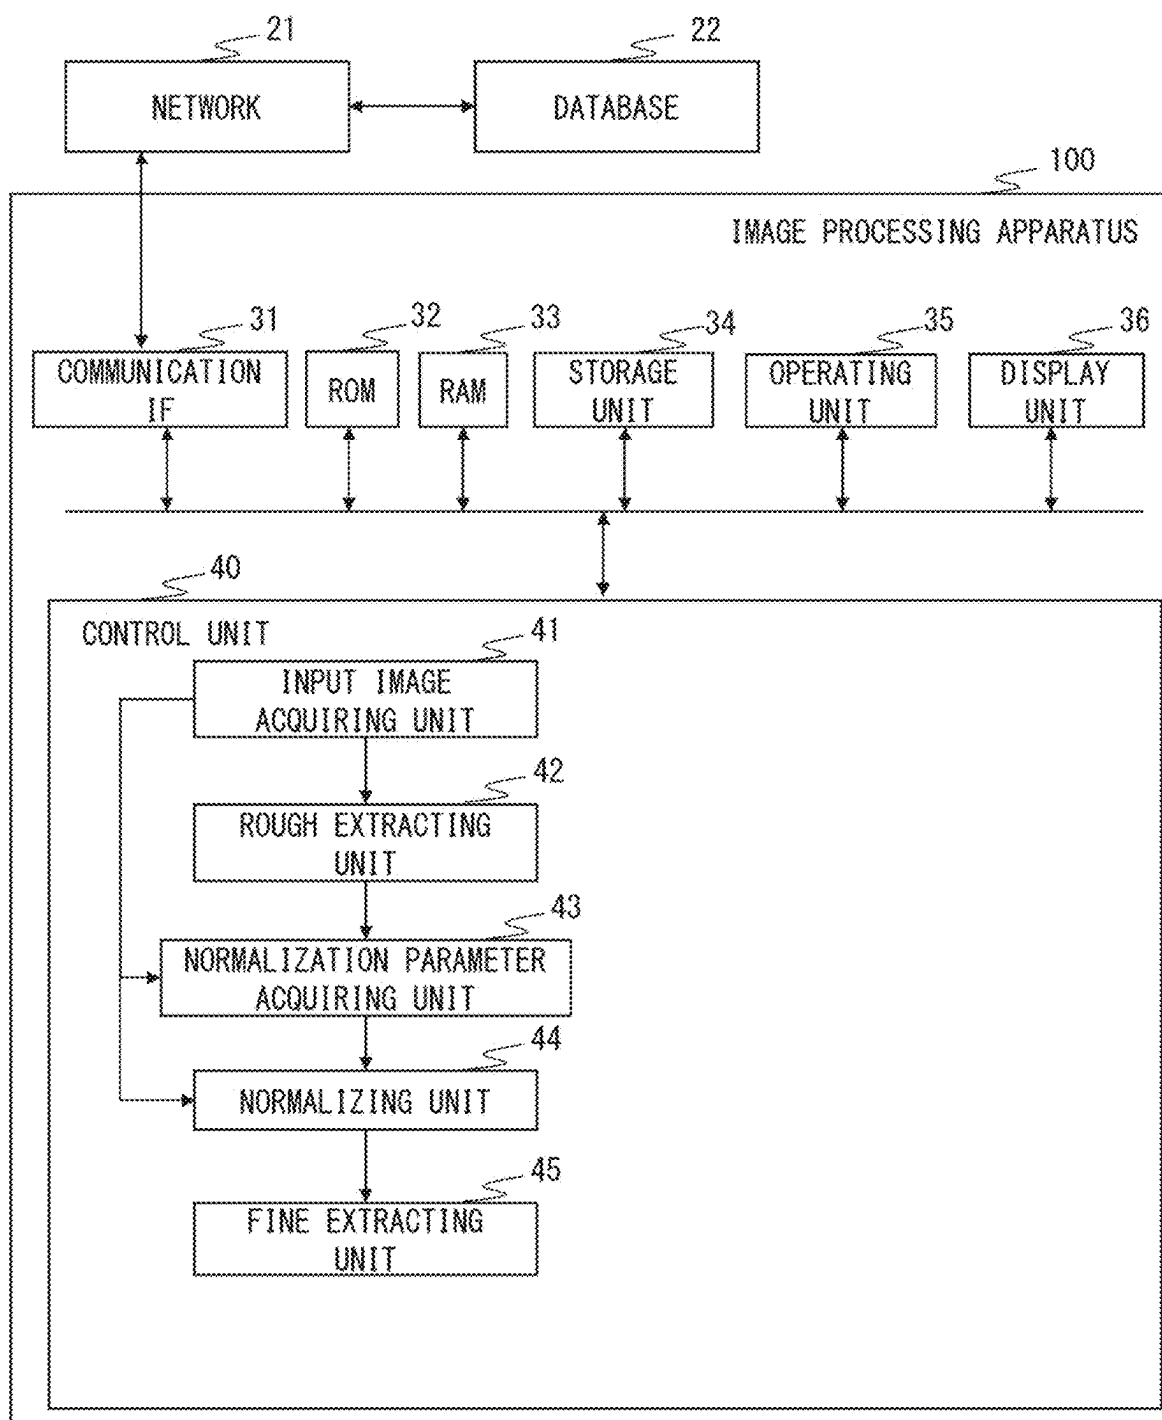 21
22
NETWORK
DATABASE
100
IMAGE PROCESSING APPARATUS
31
32
33
34
35
36
COMMUNICATION
IF
ROM
RAM
STORAGE
UNIT
OPERATING
UNIT
DISPLAY
UNIT
40
CONTROL UNIT
41
INPUT IMAGE
ACQUIRING UNIT
42
ROUGH EXTRACTING
UNIT
43
NORMALIZATION PARAMETER
ACQUIRING UNIT
44
NORMALIZING UNIT
45
FINE EXTRACTING
UNIT